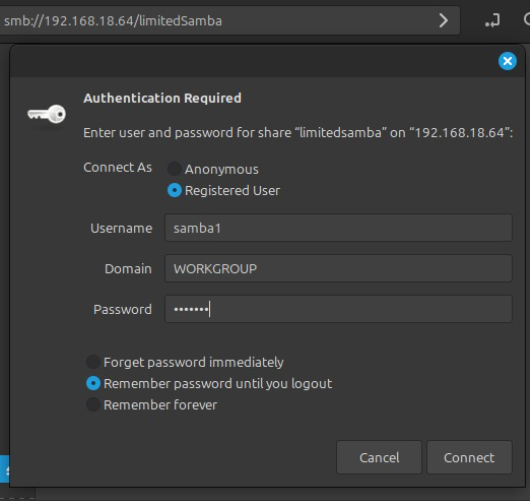 smb://192.168.18.64/limitedSamba
Authentication Required
Enter user and password for share “limitedsamba” on “192.168.18.64”:
Connect As
Anonymous
Registered User
Username
samba1
Domain
WORKGROUP
Password
•••••••
Forget password immediately
Remember password until you logout
Remember forever
Cancel
Connect